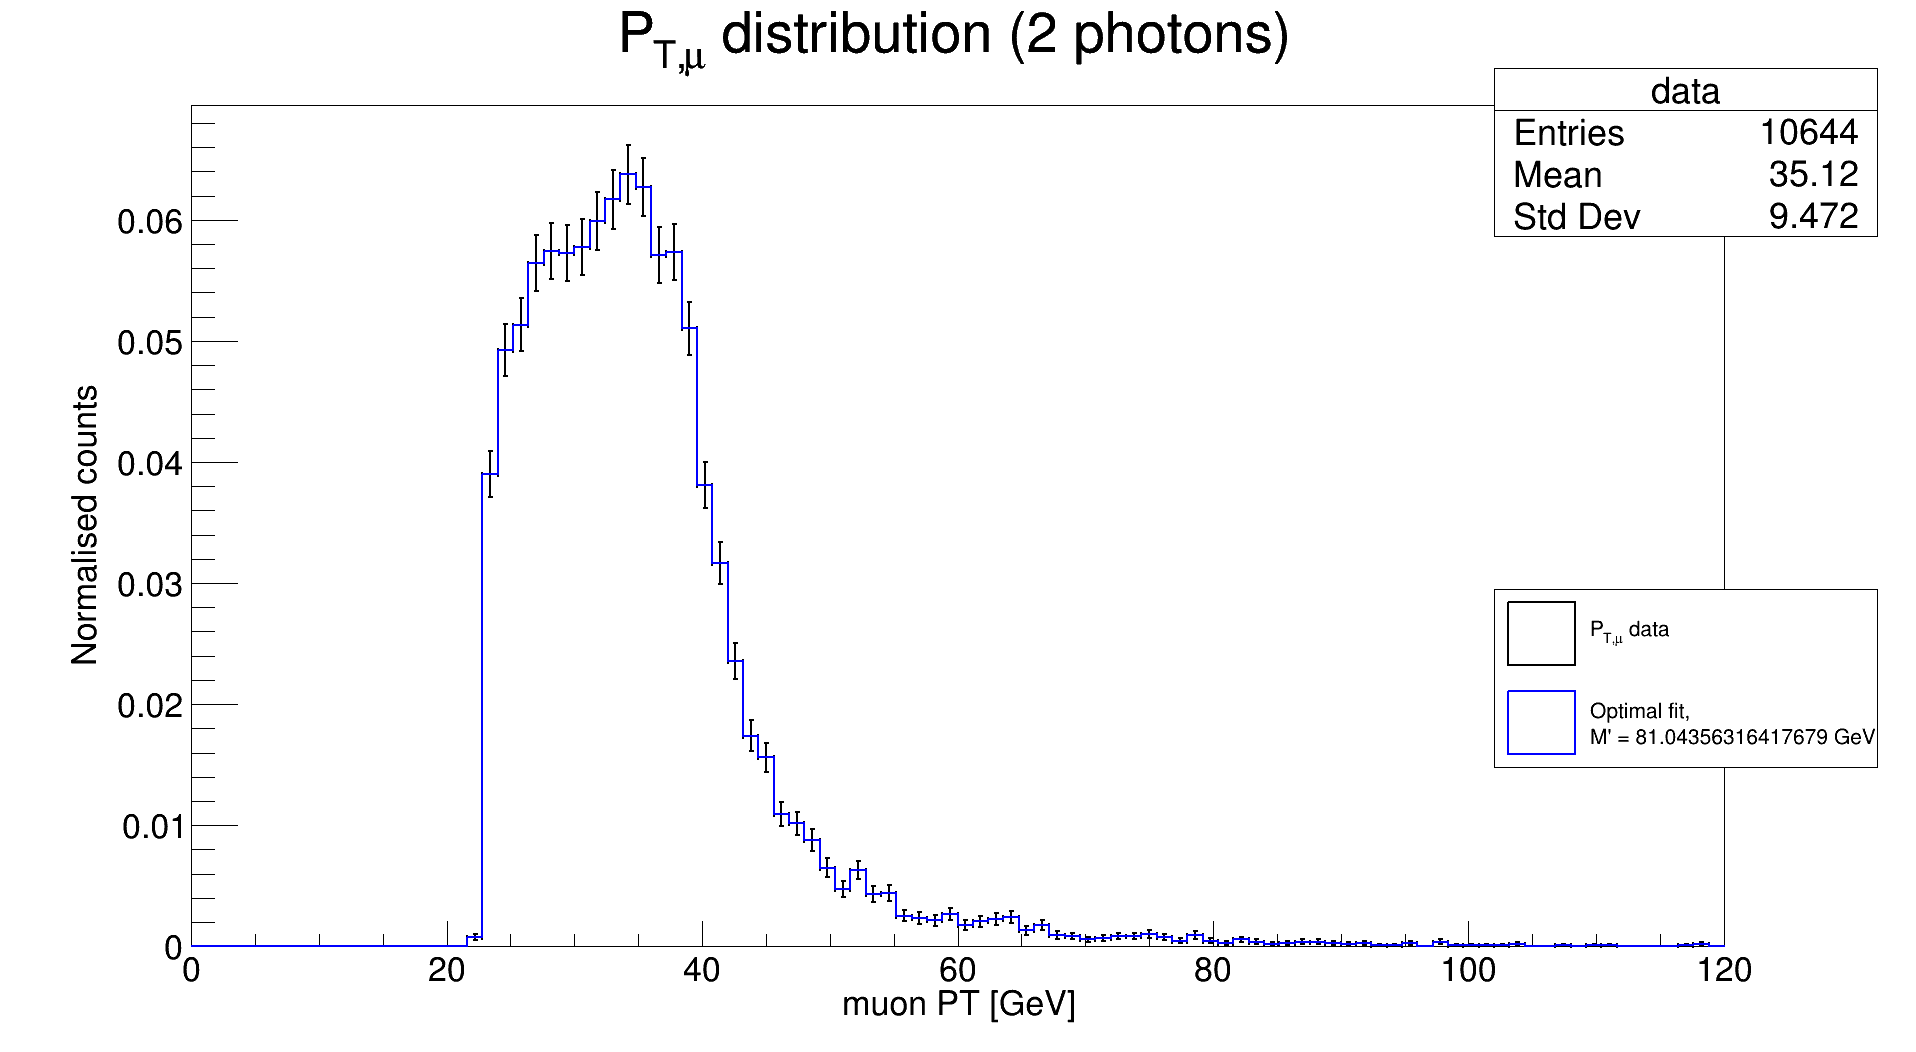 P_T,μ distribution (2 photons)
data
Entries 10644
Mean 35.12
Std Dev 9.472
Normalised counts
0.06
0.05
0.04
0.03
0.02
0.01
0
P_T,μ data
Optimal fit,
M' = 81.04356316417679 GeV
0 20 40 60 80 100 120
muon PT [GeV]